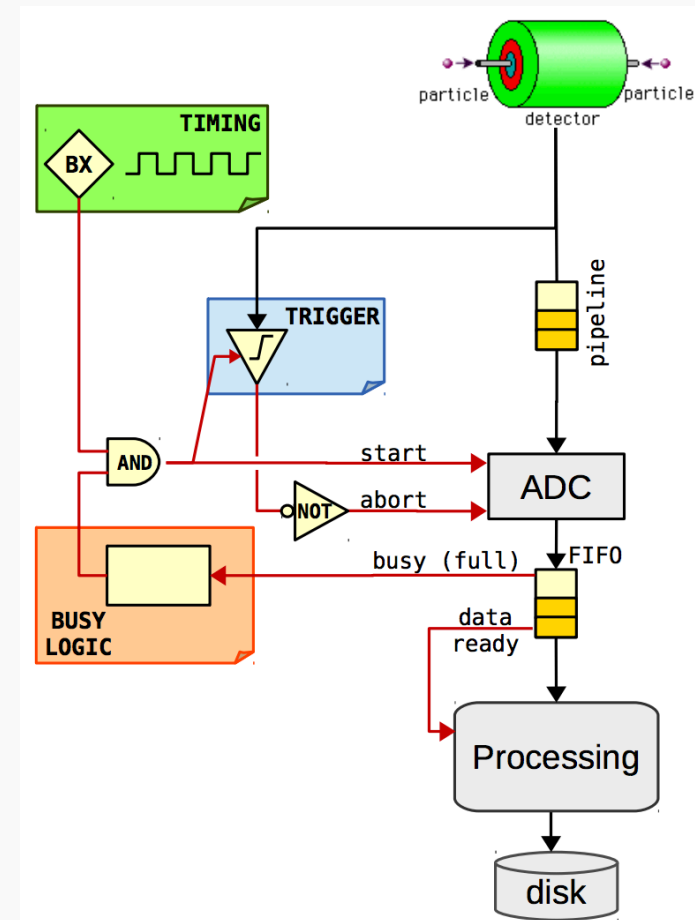 particle
particle
detector
TIMING
BX
pipeline
TRIGGER
AND
start
ADC
NOT
abort
FIFO
busy (full)
BUSY
LOGIC
data
ready
Processing
disk